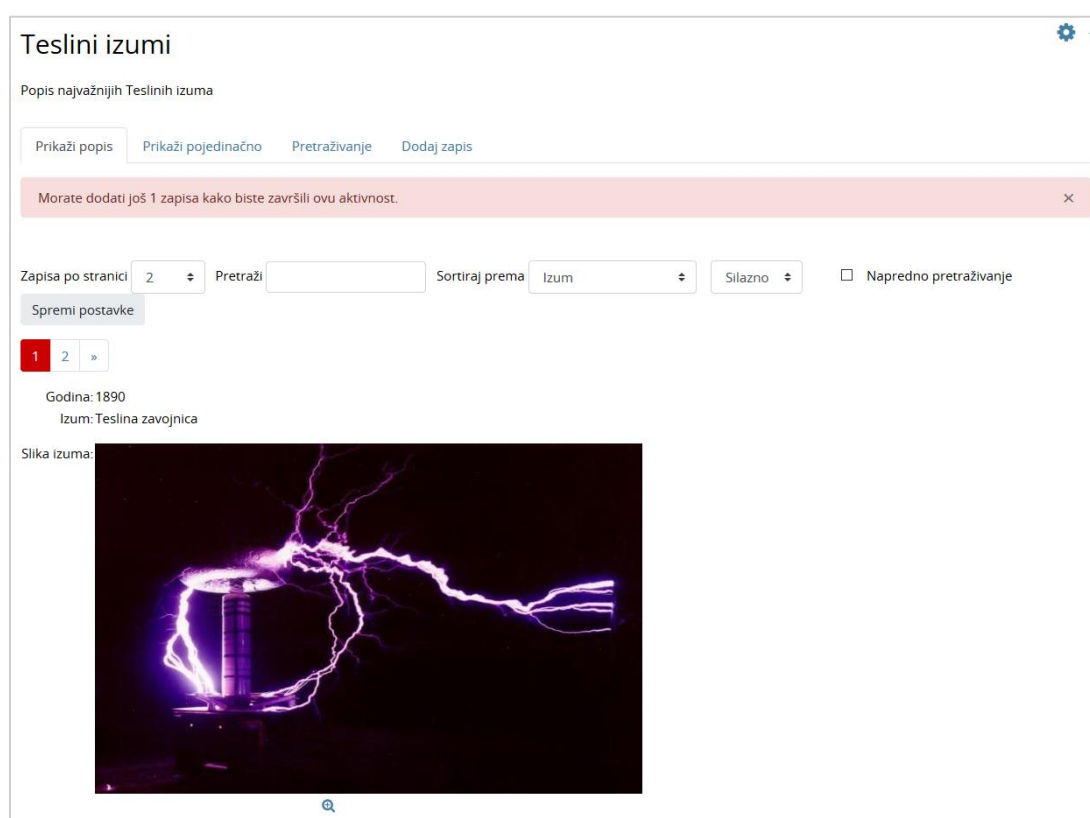 Teslini izumi
Popis najvažnijih Teslinih izuma
Prikaži popis Prikaži pojedinačno Pretraživanje Dodaj zapis
Morate dodati još 1 zapisa kako biste završili ovu aktivnost. ×
Zapisa po stranici 2 Pretraži Sortiraj prema Izum Silazno Napredno pretraživanje
Spremi postavke
1 2 »
Godina: 1890
Izum: Teslina zavojnica
Slika izuma: